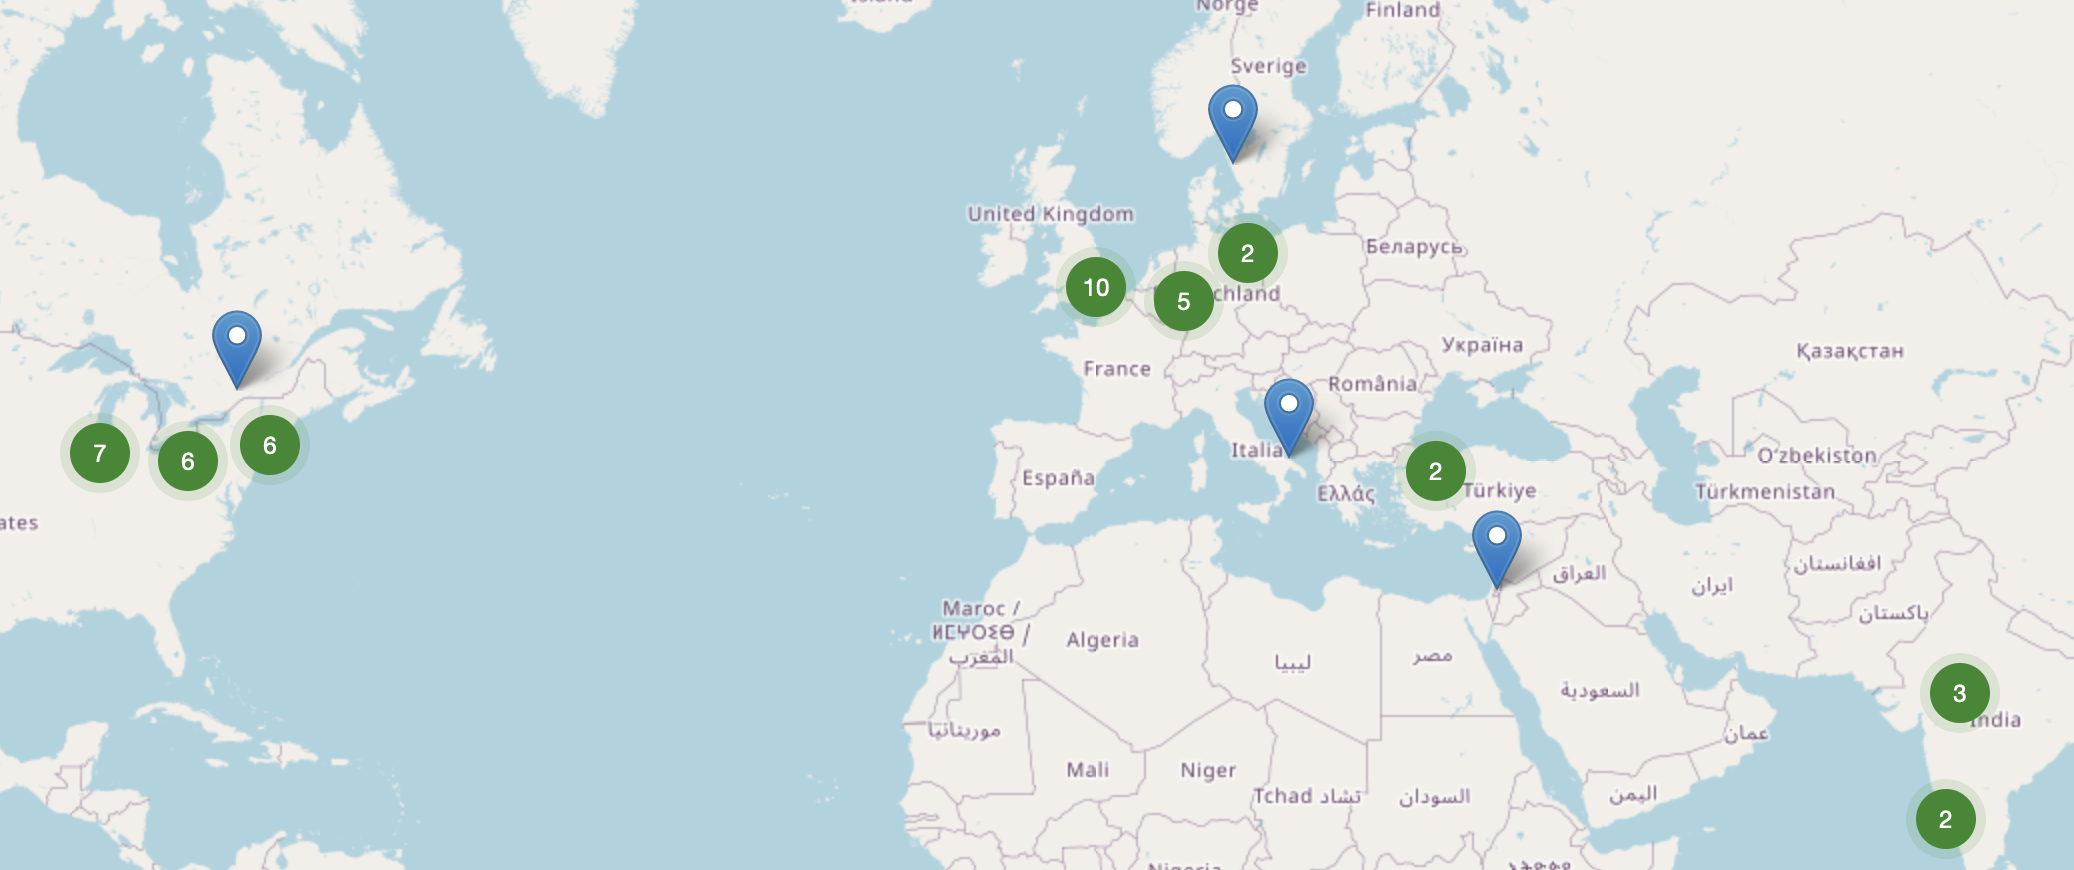 Norge
Finland
Sverige
United Kingdom
2
Беларусь
10
5
chland
Україна
Қазақстан
France
România
7
6
6
Italia
España
Ελλάς
2
Türkiye
O'zbekiston
Türkmenistan
ates
العراق
ايران
افغانستان
پاکستان
Maroc /
ⵍⵎⵖⵔⵉⴱ /
المغرب
Algeria
ليبيا
مصر
السعودية
عمان
3
India
موريتانيا
Mali
Niger
Tchad تشاد
السودان
اليمن
2